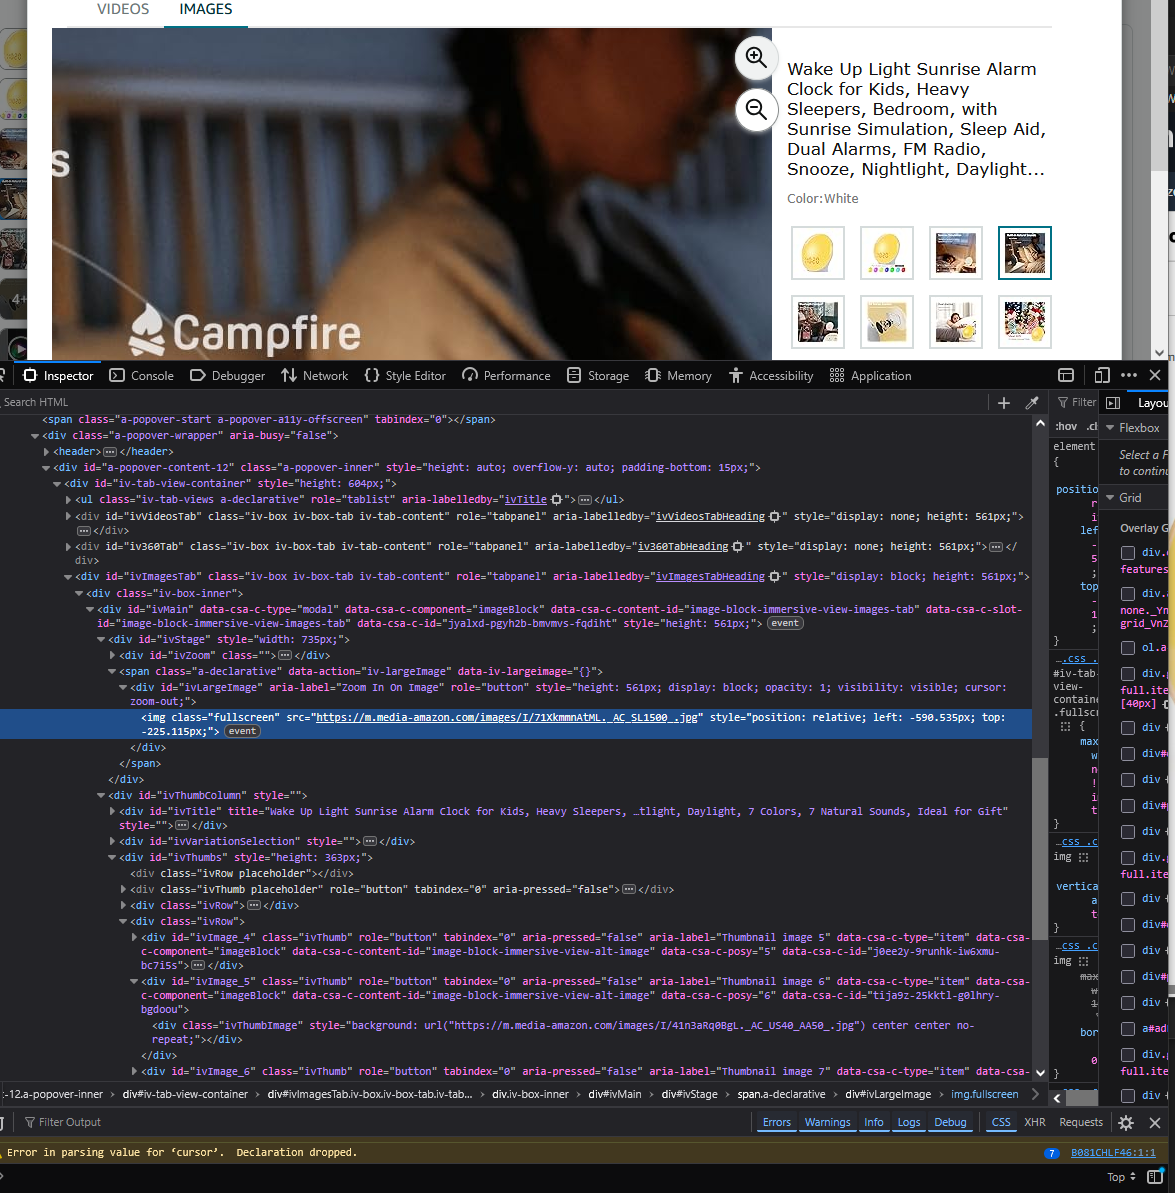 VIDEOS IMAGES
s
Campfire
Wake Up Light Sunrise Alarm
Clock for Kids, Heavy
Sleepers, Bedroom, with
Sunrise Simulation, Sleep Aid,
Dual Alarms, FM Radio,
Snooze, Nightlight, Daylight...
Color:White
4+
Inspector Console Debugger Network {} Style Editor Performance Storage Memory Accessibility Application
Search HTML
<span class="a-popover-start a-popover-a11y-offscreen" tabindex="0"></span>
<div class="a-popover-wrapper" aria-busy="false">
<header>…</header>
<div id="a-popover-content-12" class="a-popover-inner" style="height: auto; overflow-y: auto; padding-bottom: 15px;">
<div id="iv-tab-view-container" style="height: 604px;">
<ul class="iv-tab-views a-declarative" role="tablist" aria-labelledby="ivTitle">…</ul>
<div id="ivVideosTab" class="iv-box iv-box-tab iv-tab-content" role="tabpanel" aria-labelledby="ivVideosTabHeading" style="display: none; height: 561px;">
…</div>
<div id="iv360Tab" class="iv-box iv-box-tab iv-tab-content" role="tabpanel" aria-labelledby="iv360TabHeading" style="display: none; height: 561px;">…</
div>
<div id="ivImagesTab" class="iv-box iv-box-tab iv-tab-content" role="tabpanel" aria-labelledby="ivImagesTabHeading" style="display: block; height: 561px;">
<div class="iv-box-inner">
<div id="ivMain" data-csa-c-type="modal" data-csa-c-component="imageBlock" data-csa-c-content-id="image-block-immersive-view-images-tab" data-csa-c-slot-
id="image-block-immersive-view-images-tab" data-csa-c-id="jyalxd-pgyh2b-bmvmvs-fqdiht" style="height: 561px;"> event
<div id="ivStage" style="width: 735px;">
<div id="ivZoom" class="">…</div>
<span class="a-declarative" data-action="iv-largeImage" data-iv-largeimage="{}">
<div id="ivLargeImage" aria-label="Zoom In On Image" role="button" style="height: 561px; display: block; opacity: 1; visibility: visible; cursor:
zoom-out;">
<img class="fullscreen" src="https://m.media-amazon.com/images/I/71XkmmnAtML._AC_SL1500_.jpg" style="position: relative; left: -590.535px; top:
-225.115px;"> event
</div>
</span>
</div>
<div id="ivThumbColumn" style="">
<div id="ivTitle" title="Wake Up Light Sunrise Alarm Clock for Kids, Heavy Sleepers, …tlight, Daylight, 7 Colors, 7 Natural Sounds, Ideal for Gift"
style="">…</div>
<div id="ivVariationSelection" style="">…</div>
<div id="ivThumbs" style="height: 363px;">
<div class="ivRow placeholder"></div>
<div class="ivThumb placeholder" role="button" tabindex="0" aria-pressed="false">…</div>
<div class="ivRow">…</div>
<div class="ivRow">
<div id="ivImage_4" class="ivThumb" role="button" tabindex="0" aria-pressed="false" aria-label="Thumbnail image 5" data-csa-c-type="item" data-csa-
c-component="imageBlock" data-csa-c-content-id="image-block-immersive-view-alt-image" data-csa-c-posy="5" data-csa-c-id="j0ee2y-9runhk-iw6xmu-
bc7i5s">…</div>
<div id="ivImage_5" class="ivThumb" role="button" tabindex="0" aria-pressed="false" aria-label="Thumbnail image 6" data-csa-c-type="item" data-csa-
c-component="imageBlock" data-csa-c-content-id="image-block-immersive-view-alt-image" data-csa-c-posy="6" data-csa-c-id="tija9z-25kktl-g0lhry-
bgdoou">
<div class="ivThumbImage" style="background: url("https://m.media-amazon.com/images/I/41n3aRq0BgL._AC_US40_AA50_.jpg") center center no-
repeat;"></div>
</div>
<div id="ivImage_6" class="ivThumb" role="button" tabindex="0" aria-pressed="false" aria-label="Thumbnail image 7" data-csa-c-type="item" data-csa-
Filter
:hov .cl
element
{
positio
left
5
;
top
1
;
}
….css
#iv-tab-
view-
containe
.fullscr
{
max
}
…css
img {
vertica
}
…css
img {
max
bor
0
}
Layou
Flexbox
Select a F
to continu
Grid
Overlay G
div.
features
div.
none._Yn
grid_VnZ
ol.a
div.
full.ite
[40px]
div
div#
div
div#
div
div.
full.ite
div
div#
div
div#
div
a#ad
div.
full.ite
div
:-12.a-popover-inner > div#iv-tab-view-container > div#ivImagesTab.iv-box.iv-box-tab.iv-tab... > div.iv-box-inner > div#ivMain > div#ivStage > span.a-declarative > div#ivLargeImage > img.fullscreen
Filter Output Errors Warnings Info Logs Debug CSS XHR Requests
Error in parsing value for ‘cursor’. Declaration dropped. 7 B081CHLF46:1:1
Top